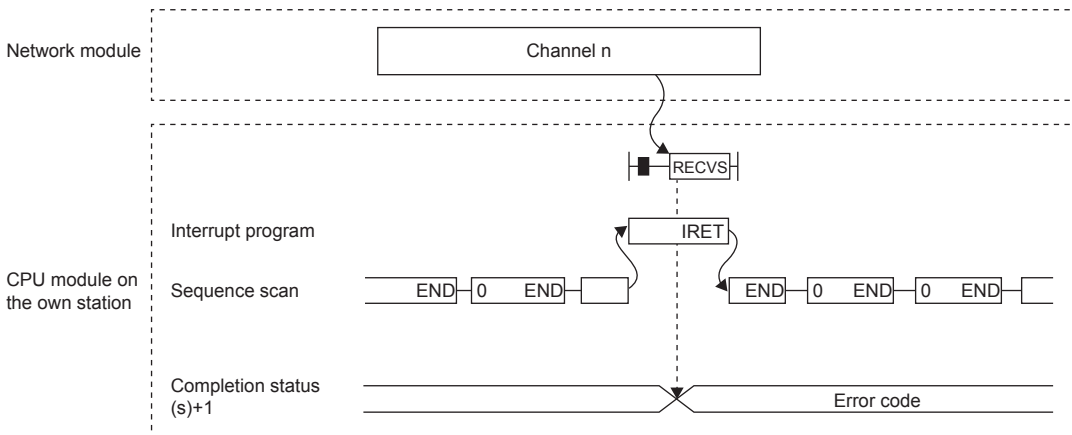 Network module
Channel n
RECVS
Interrupt program
IRET
CPU module on
the own station
Sequence scan
END 0 END END 0 END 0 END
Completion status
(s)+1
Error code